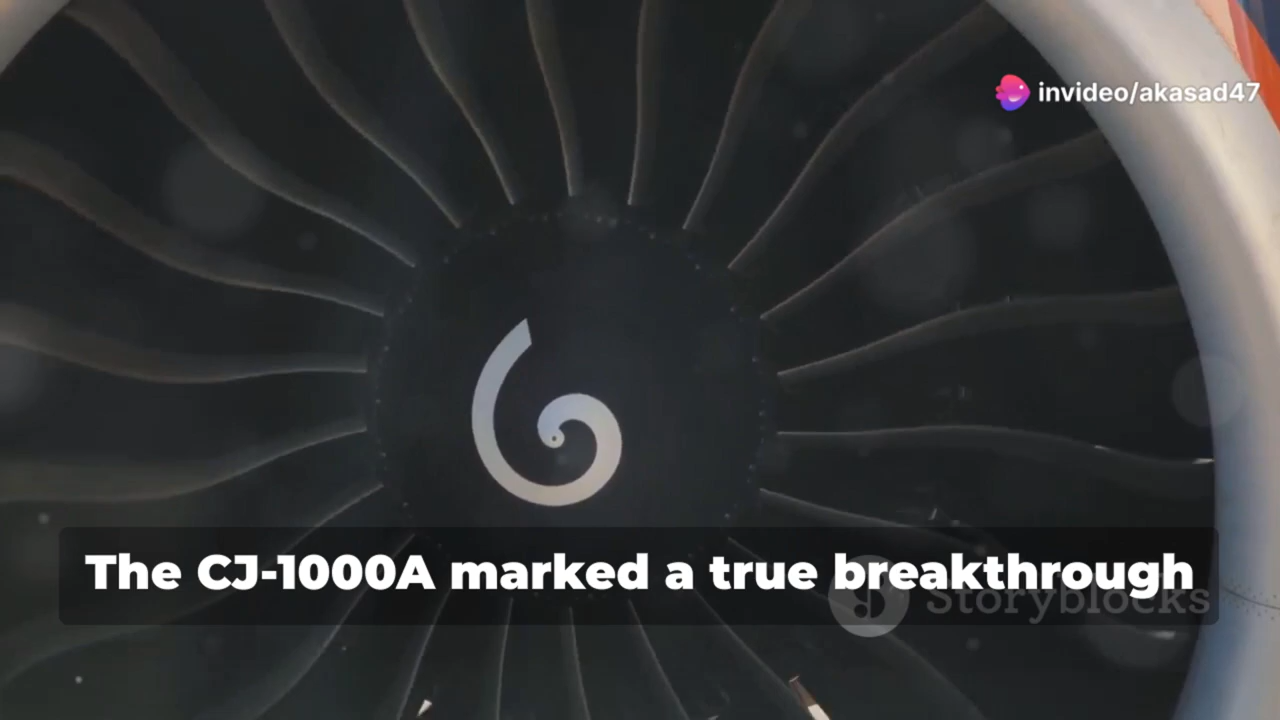 invideo/akasad47
The CJ-1000A marked a true breakthrough
Storyblocks